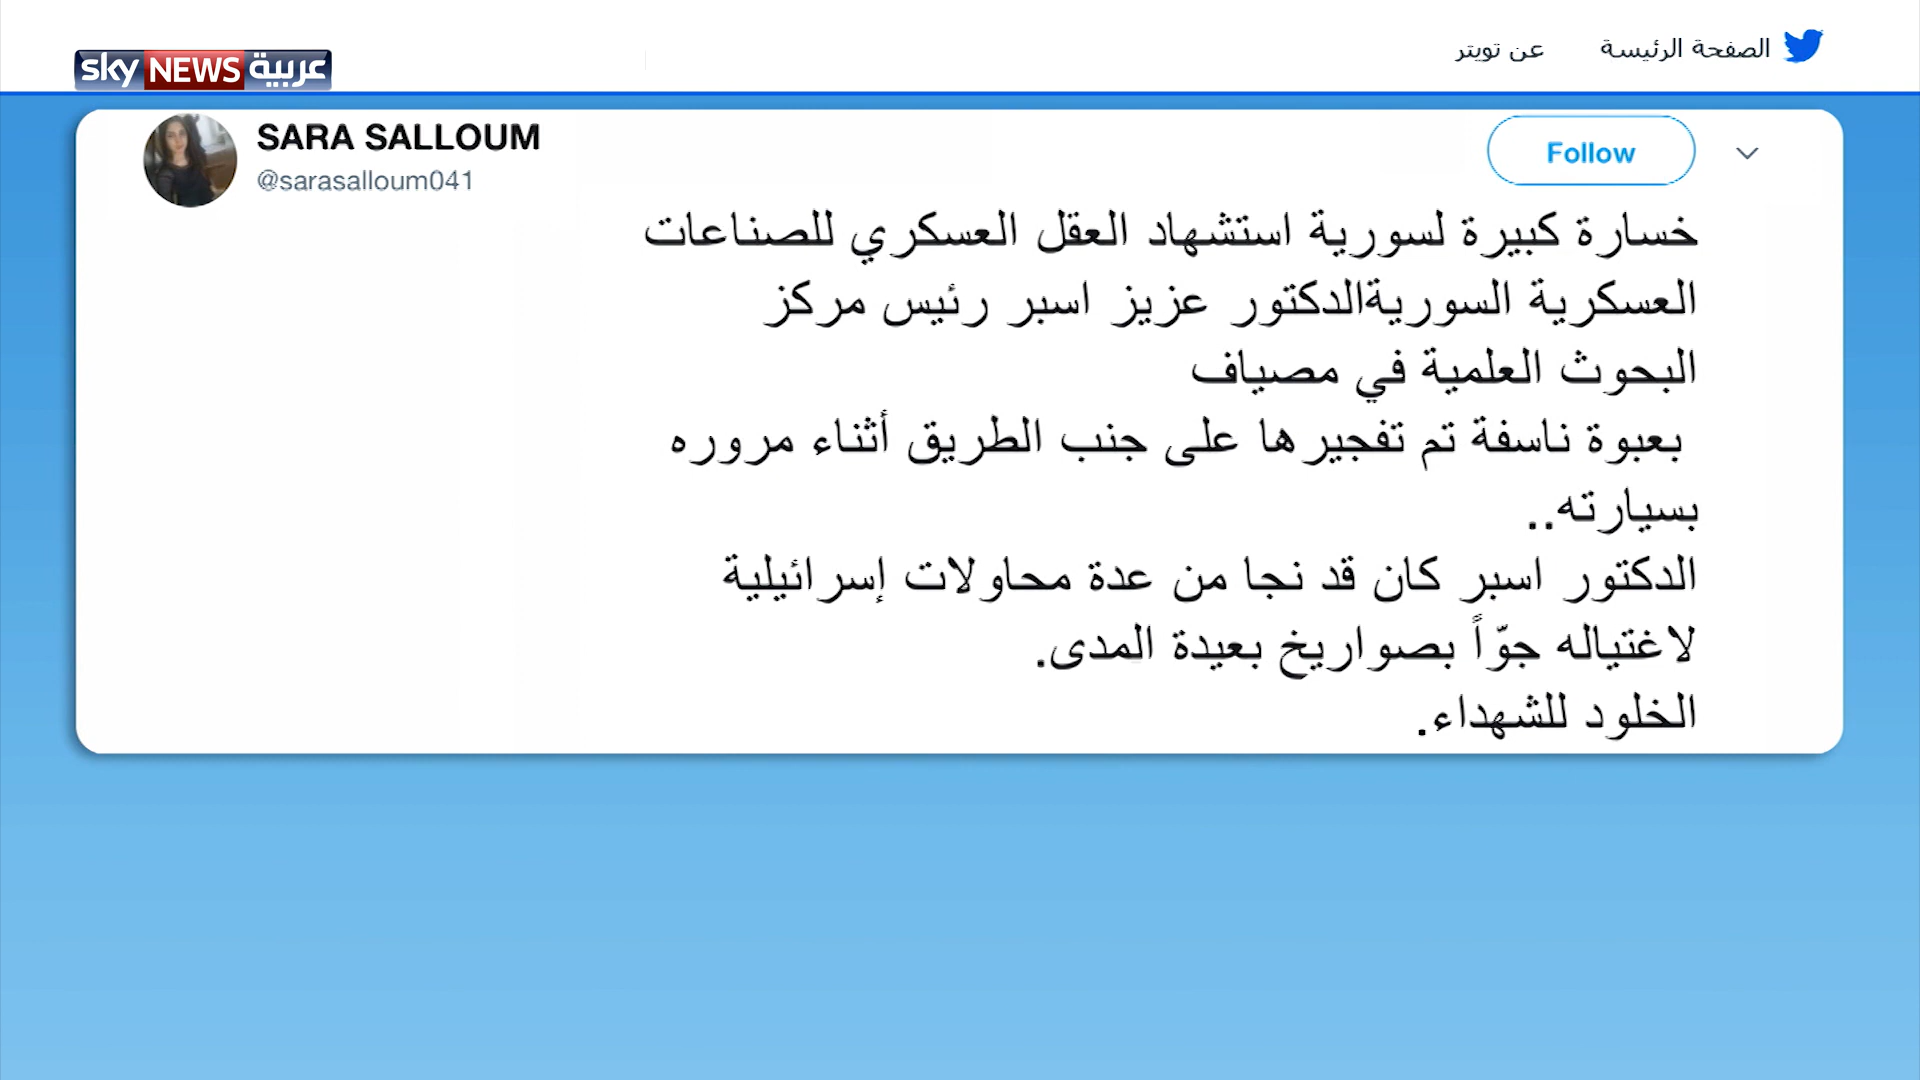 الصفحة الرئيسة
عن تويتر
sky NEWS عربية
SARA SALLOUM
@sarasalloum041
Follow
خسارة كبيرة لسورية استشهاد العقل العسكري للصناعات
العسكرية السوريةالدكتور عزيز اسبر رئيس مركز
البحوث العلمية في مصياف
بعبوة ناسفة تم تفجيرها على جنب الطريق أثناء مروره
بسيارته..
الدكتور اسبر كان قد نجا من عدة محاولات إسرائيلية
لاغتياله جوّاً بصواريخ بعيدة المدى.
الخلود للشهداء.